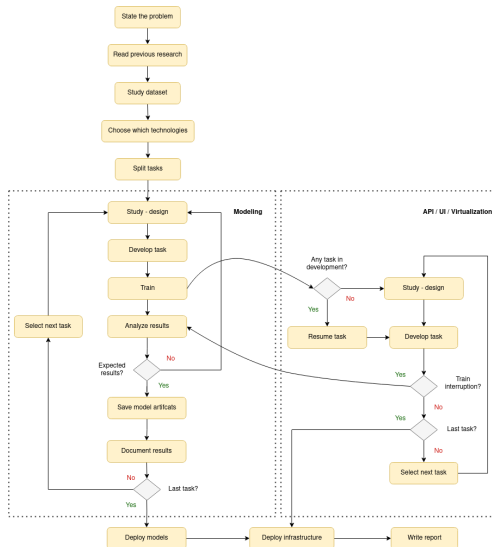 State the problem
Read previous research
Study dataset
Choose which technologies
Split tasks
Modeling
API / UI / Virtualization
Study - design
Develop task
Train
Analyze results
Select next task
Expected
results?
No
Yes
Save model artifcats
Document results
No
Last task?
Yes
Any task in
development?
No
Yes
Study - design
Resume task
Develop task
Yes
Train
interruption?
No
Yes
Last task?
No
Select next task
Deploy models
Deploy infrastructure
Write report